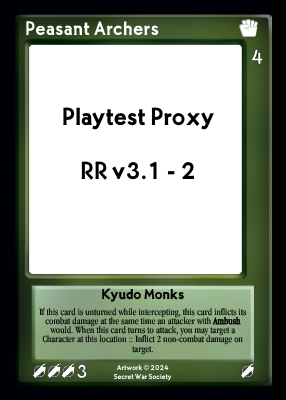 Peasant Archers
4
Playtest Proxy
RR v3.1 - 2
Kyudo Monks
If this card is unturned while intercepting, this card inflicts its
combat damage at the same time an attacker with Ambush
would. When this card turns to attack, you may target a
Character at this location :: Inflict 2 non-combat damage on
target.
3
Artwork © 2024
Secret War Society